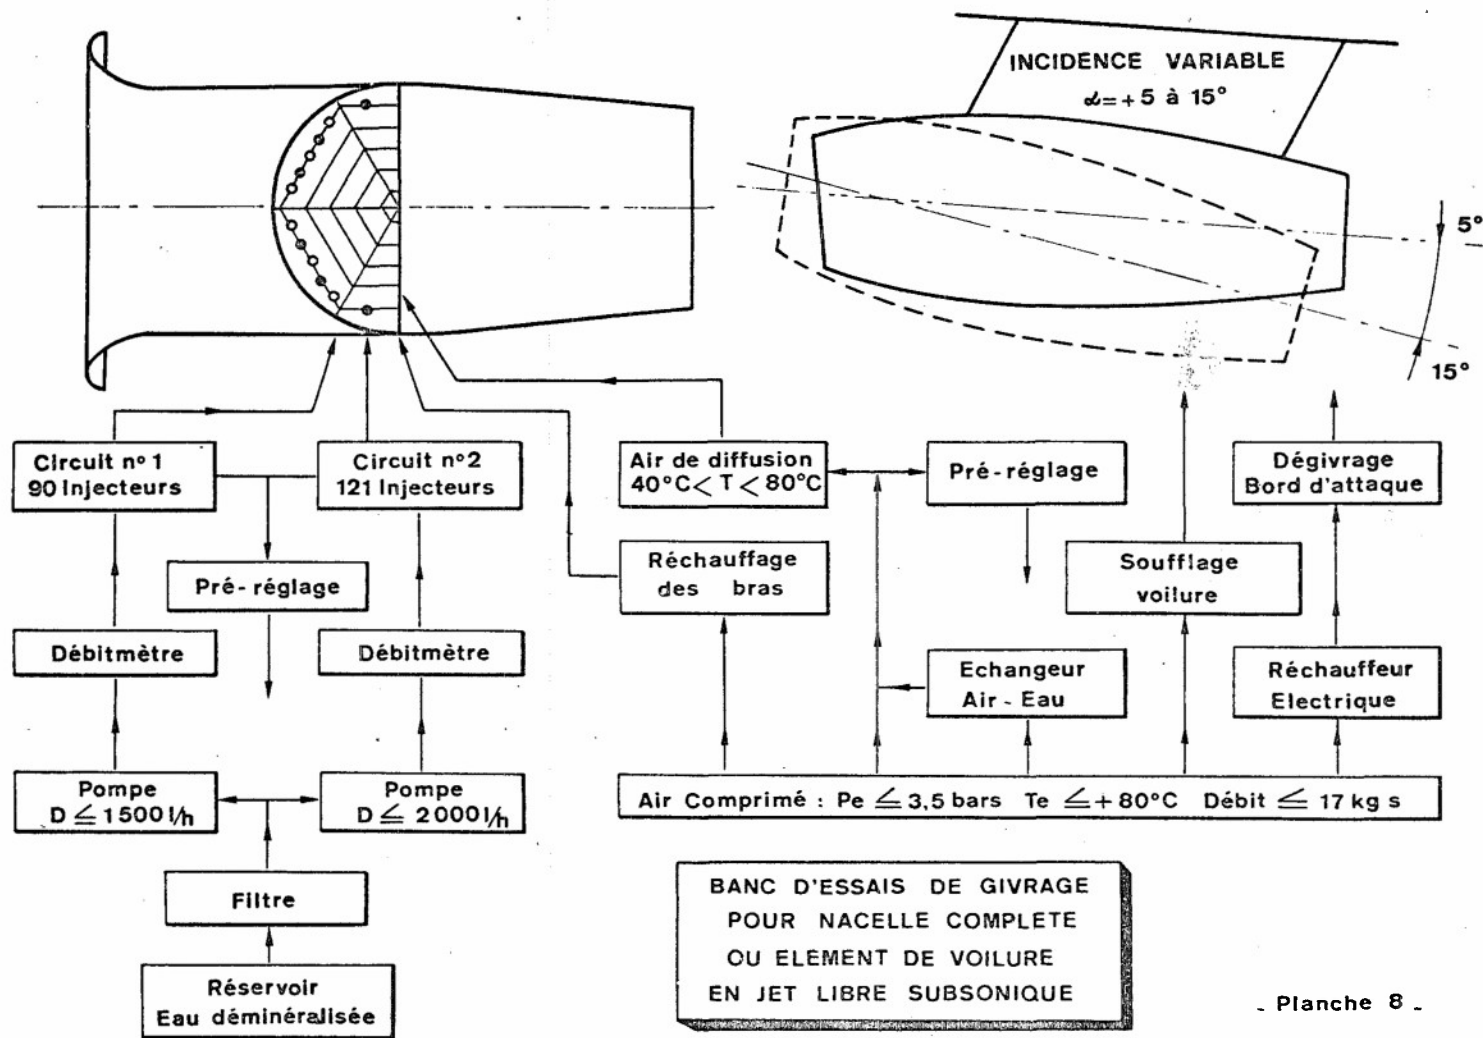 INCIDENCE VARIABLE
α=+5 à 15°
5°
15°
Circuit n° 1
90 Injecteurs
Circuit n°2
121 Injecteurs
Air de diffusion
40°C< T <80°C
Pré-réglage
Dégivrage
Bord d'attaque
Pré-réglage
Réchauffage
des bras
Soufflage
voilure
Débitmètre
Débitmètre
Echangeur
Air - Eau
Réchauffeur
Electrique
Pompe
D ≤ 1500 l/h
Pompe
D ≤ 2000 l/h
Air Comprimé : Pe ≤ 3,5 bars Te ≤ + 80°C Débit ≤ 17 kg s
Filtre
Réservoir
Eau déminéralisée
BANC D'ESSAIS DE GIVRAGE
POUR NACELLE COMPLETE
OU ELEMENT DE VOILURE
EN JET LIBRE SUBSONIQUE
- Planche 8 -